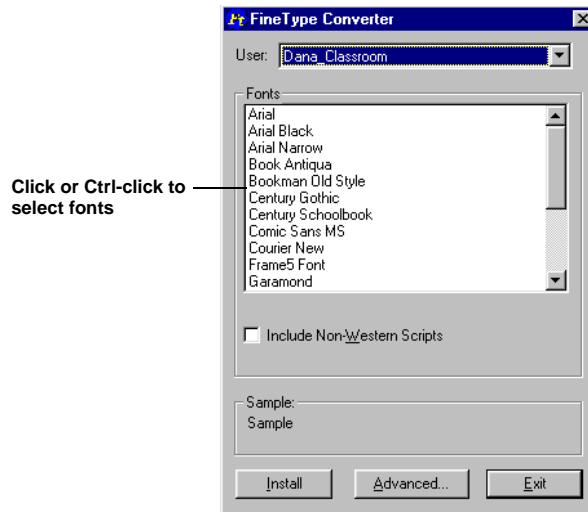 FineType Converter
User: Dana_Classroom
Fonts
Arial
Arial Black
Arial Narrow
Book Antiqua
Bookman Old Style
Century Gothic
Century Schoolbook
Comic Sans MS
Courier New
Frame5 Font
Garamond
Click or Ctrl-click to
select fonts
Include Non-Western Scripts
Sample:
Sample
Install Advanced... Exit